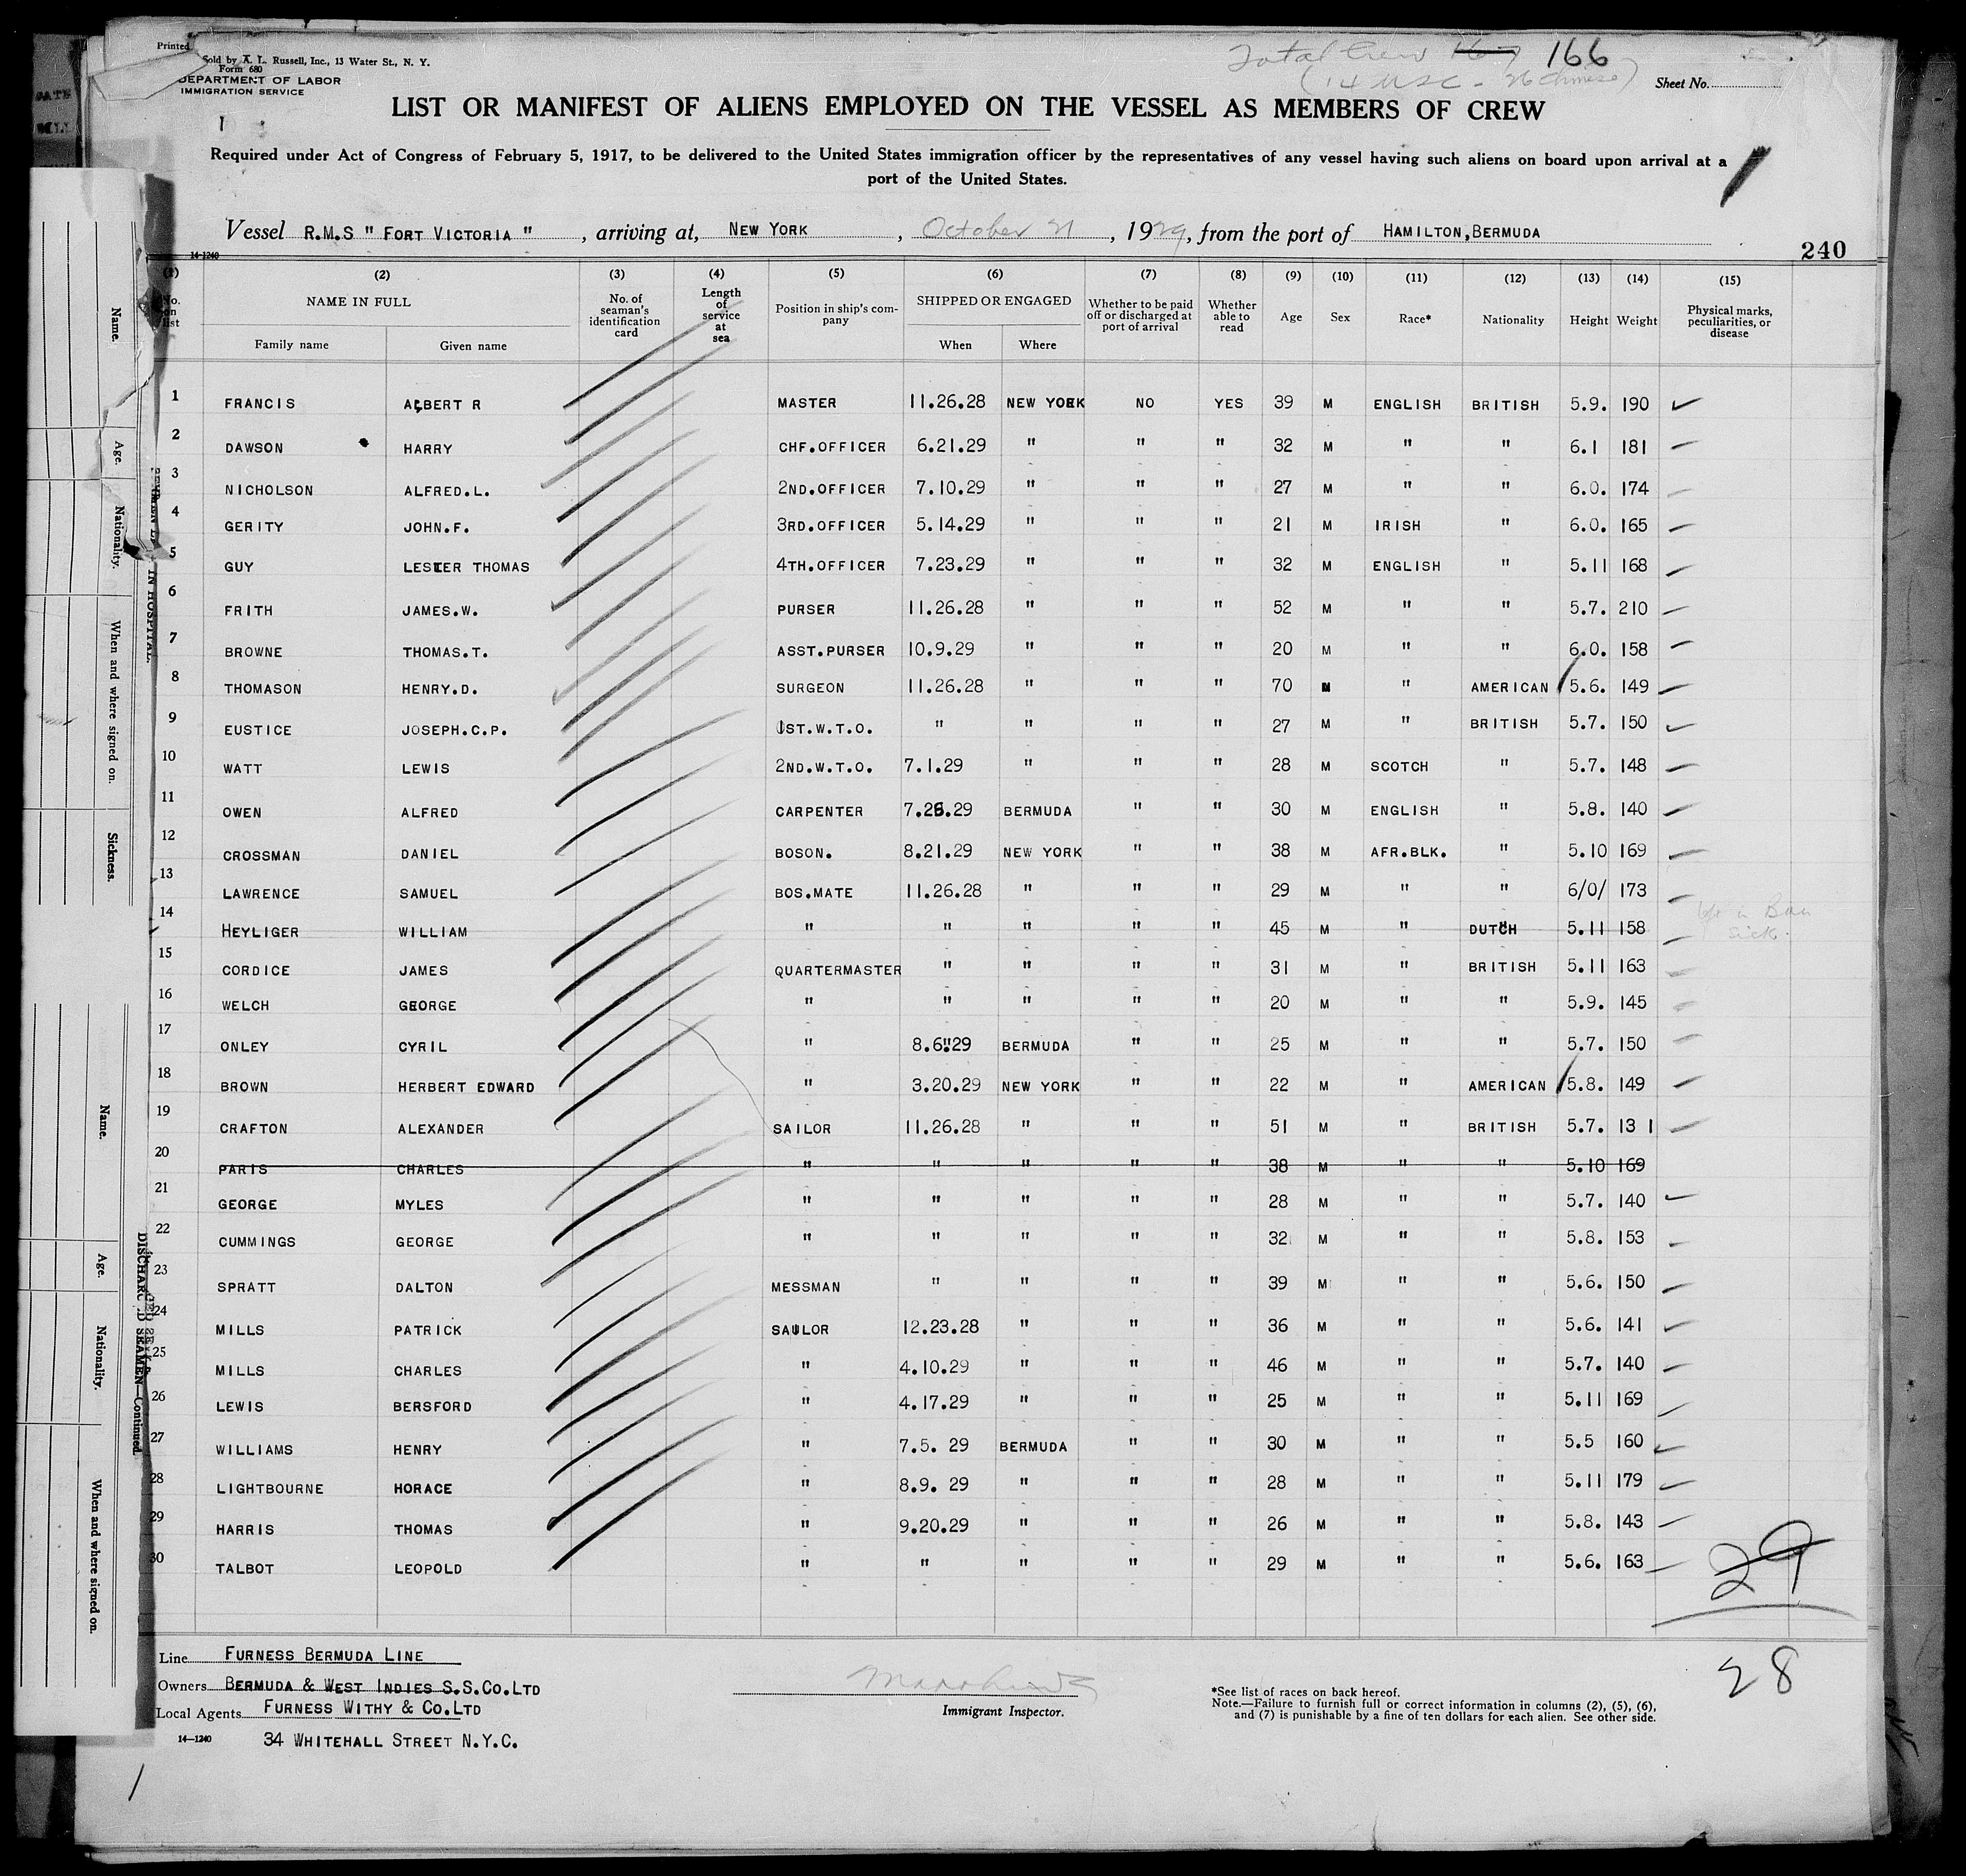 Printed
Sold by A. L. Russell, Inc., 13 Water St., N. Y.
Form 680
DEPARTMENT OF LABOR
IMMIGRATION SERVICE
Total Crew 167 166
(14 USC - 26 Chinese)
Sheet No.
LIST OR MANIFEST OF ALIENS EMPLOYED ON THE VESSEL AS MEMBERS OF CREW
Required under Act of Congress of February 5, 1917, to be delivered to the United States immigration officer by the representatives of any vessel having such aliens on board upon arrival at a
port of the United States.
Vessel R.M.S " FORT VICTORIA " , arriving at, NEW YORK , October 21 , 1929, from the port of HAMILTON, BERMUDA
14-1240
240
(1) (2) (3) (4) (5) (6) (7) (8) (9) (10) (11) (12) (13) (14) (15)
No. on list NAME IN FULL Family name Given name No. of seaman's identification card Length of service at sea Position in ship's company SHIPPED OR ENGAGED When Where Whether to be paid off or discharged at port of arrival Whether able to read Age Sex Race* Nationality Height Weight Physical marks, peculiarities, or disease
1 FRANCIS ALBERT R MASTER 11.26.28 NEW YORK NO YES 39 M ENGLISH BRITISH 5.9. 190
2 DAWSON HARRY CHF.OFFICER 6.21.29 " " " 32 M " " 6.1 181
3 NICHOLSON ALFRED.L. 2ND.OFFICER 7.10.29 " " " 27 M " " 6.0. 174
4 GERITY JOHN.F. 3RD.OFFICER 5.14.29 " " " 21 M IRISH " 6.0. 165
5 GUY LESTER THOMAS 4TH.OFFICER 7.23.29 " " " 32 M ENGLISH " 5.11 168
6 FRITH JAMES.W. PURSER 11.26.28 " " " 52 M " " 5.7. 210
7 BROWNE THOMAS.T. ASST.PURSER 10.9.29 " " " 20 M " " 6.0. 158
8 THOMASON HENRY.D. SURGEON 11.26.28 " " " 70 M " AMERICAN 5.6. 149
9 EUSTICE JOSEPH.C.P. 1ST.W.T.O. " " " " 27 M " BRITISH 5.7. 150
10 WATT LEWIS 2ND.W.T.O. 7.1.29 " " " 28 M SCOTCH " 5.7. 148
11 OWEN ALFRED CARPENTER 7.26.29 BERMUDA " " 30 M ENGLISH " 5.8. 140
12 CROSSMAN DANIEL BOSON. 8.21.29 NEW YORK " " 38 M AFR.BLK. " 5.10 169
13 LAWRENCE SAMUEL BOS.MATE 11.26.28 " " " 29 M " " 6/0/ 173
14 HEYLIGER WILLIAM " " " " " 45 M " DUTCH 5.11 158 sick.
15 CORDICE JAMES QUARTERMASTER " " " " 31 M " BRITISH 5.11 163
16 WELCH GEORGE " " " " " 20 M " " 5.9. 145
17 ONLEY CYRIL " 8.6."29 BERMUDA " " 25 M " " 5.7. 150
18 BROWN HERBERT EDWARD " 3.20.29 NEW YORK " " 22 M " AMERICAN 5.8. 149
19 CRAFTON ALEXANDER SAILOR 11.26.28 " " " 51 M " BRITISH 5.7. 13 1
20 PARIS CHARLES " " " " " 38 M " " 5.10 169
21 GEORGE MYLES " " " " " 28 M " " 5.7. 140
22 CUMMINGS GEORGE " " " " " 32 M " " 5.8. 153
23 SPRATT DALTON MESSMAN " " " " 39 M " " 5.6. 150
24 MILLS PATRICK SAILOR 12.23.28 " " " 36 M " " 5.6. 141
25 MILLS CHARLES " 4.10.29 " " " 46 M " " 5.7. 140
26 LEWIS BERSFORD " 4.17.29 " " " 25 M " " 5.11 169
27 WILLIAMS HENRY " 7.5. 29 BERMUDA " " 30 M " " 5.5 160
28 LIGHTBOURNE HORACE " 8.9. 29 " " " 28 M " " 5.11 179
29 HARRIS THOMAS " 9.20.29 " " " 26 M " " 5.8. 143
30 TALBOT LEOPOLD " " " " " 29 M " " 5.6. 163
29
28
Line FURNESS BERMUDA LINE
Owners BERMUDA & WEST INDIES S.S.CO.LTD
Local Agents FURNESS WITHY & CO.LTD
14—1240 34 WHITEHALL STREET N.Y.C.
Immigrant Inspector.
*See list of races on back hereof.
Note.—Failure to furnish full or correct information in columns (2), (5), (6),
and (7) is punishable by a fine of ten dollars for each alien. See other side.
Name.
Age.
Nationality.
When and where signed on.
Sickness.
IN HOSPITAL.
Name.
Age.
Nationality.
When and where signed on.
DISCHARGED SEAMEN—Continued.